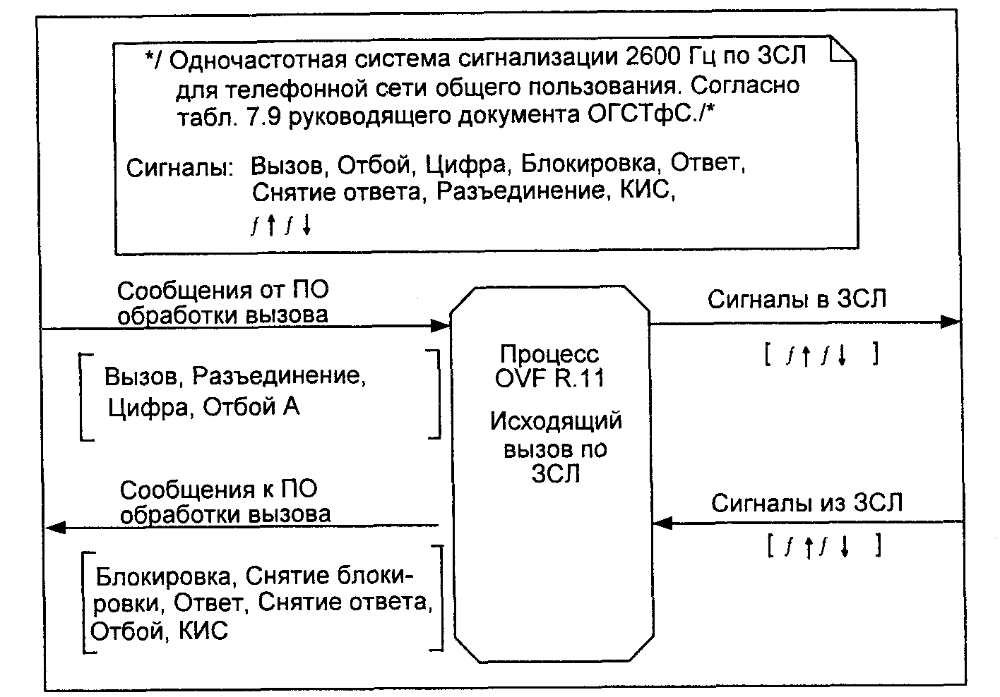 */ Одночастотная система сигнализации 2600 Гц по ЗСЛ
для телефонной сети общего пользования. Согласно
табл. 7.9 руководящего документа ОГСТфС./*
Сигналы: Вызов, Отбой, Цифра, Блокировка, Ответ,
Снятие ответа, Разъединение, КИС,
f ↑ f ↓
Сообщения от ПО
обработки вызова
[ Вызов, Разъединение,
Цифра, Отбой А ]
Сообщения к ПО
обработки вызова
[ Блокировка, Снятие блоки-
ровки, Ответ, Снятие ответа,
Отбой, КИС ]
Процесс
OVF R.11
Исходящий
вызов по
ЗСЛ
Сигналы в ЗСЛ
[ f ↑ f ↓ ]
Сигналы из ЗСЛ
[ f ↑ f ↓ ]